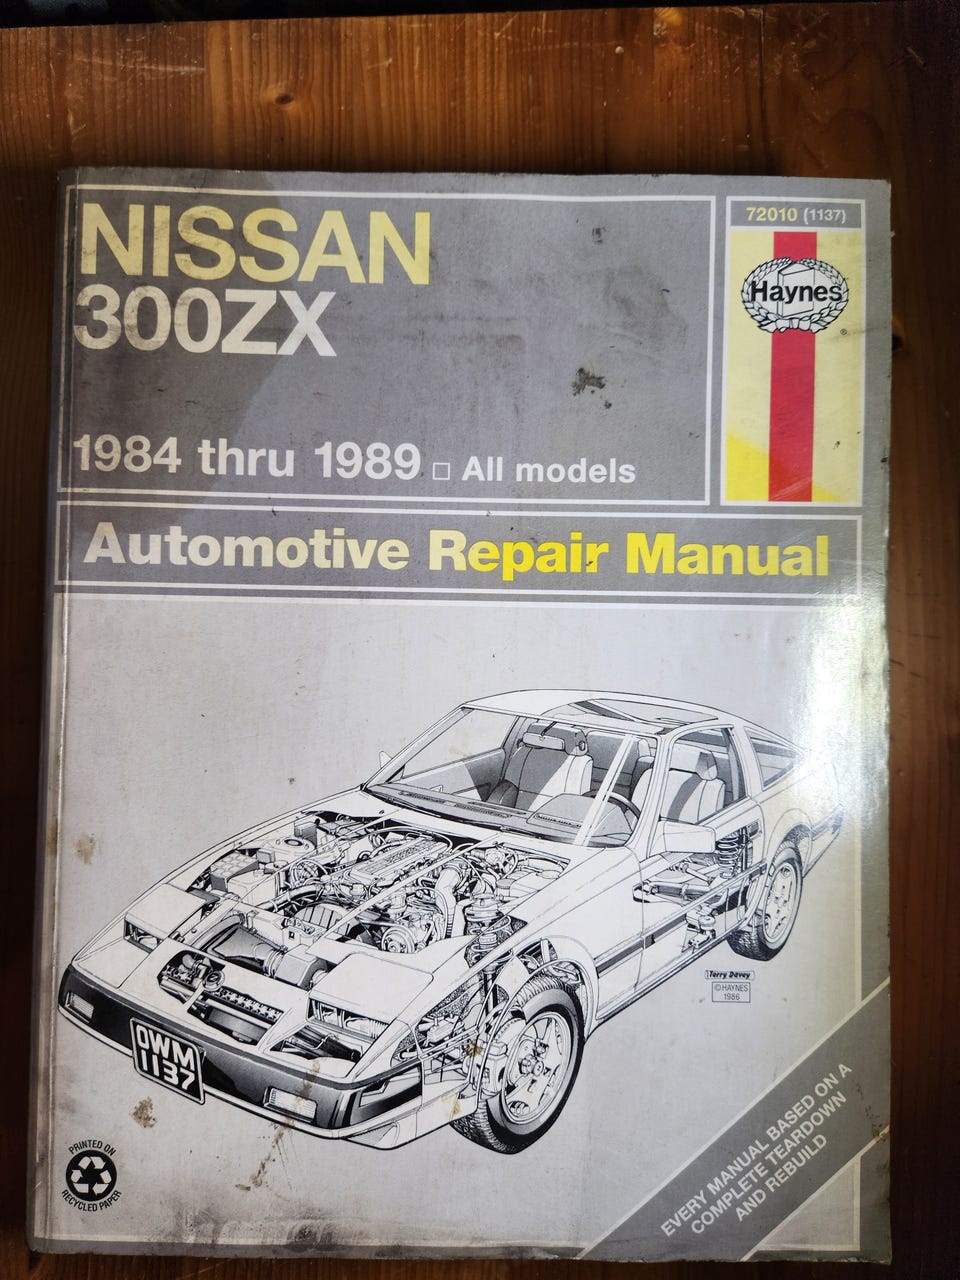 NISSAN
300ZX
1984 thru 1989 □ All models
72010 (1137)
Haynes
®
Automotive Repair Manual
Terry Davey
© HAYNES
1986
OWM
1137
PRINTED ON
RECYCLED PAPER
EVERY MANUAL BASED ON A
COMPLETE TEARDOWN
AND REBUILD